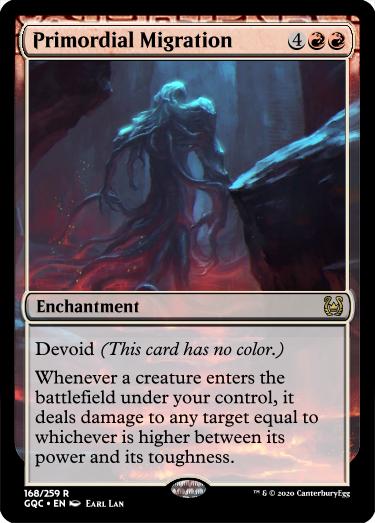 Primordial Migration 4
Enchantment
Devoid (This card has no color.)
Whenever a creature enters the
battlefield under your control, it
deals damage to any target equal to
whichever is higher between its
power and its toughness.
168/259 R
GQC • EN EARL LAN
™ & © 2020 CanterburyEgg